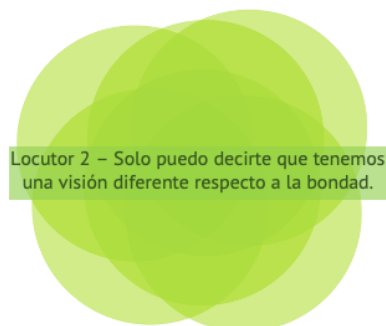 Locutor 2 – Solo puedo decirte que tenemos
una visión diferente respecto a la bondad.